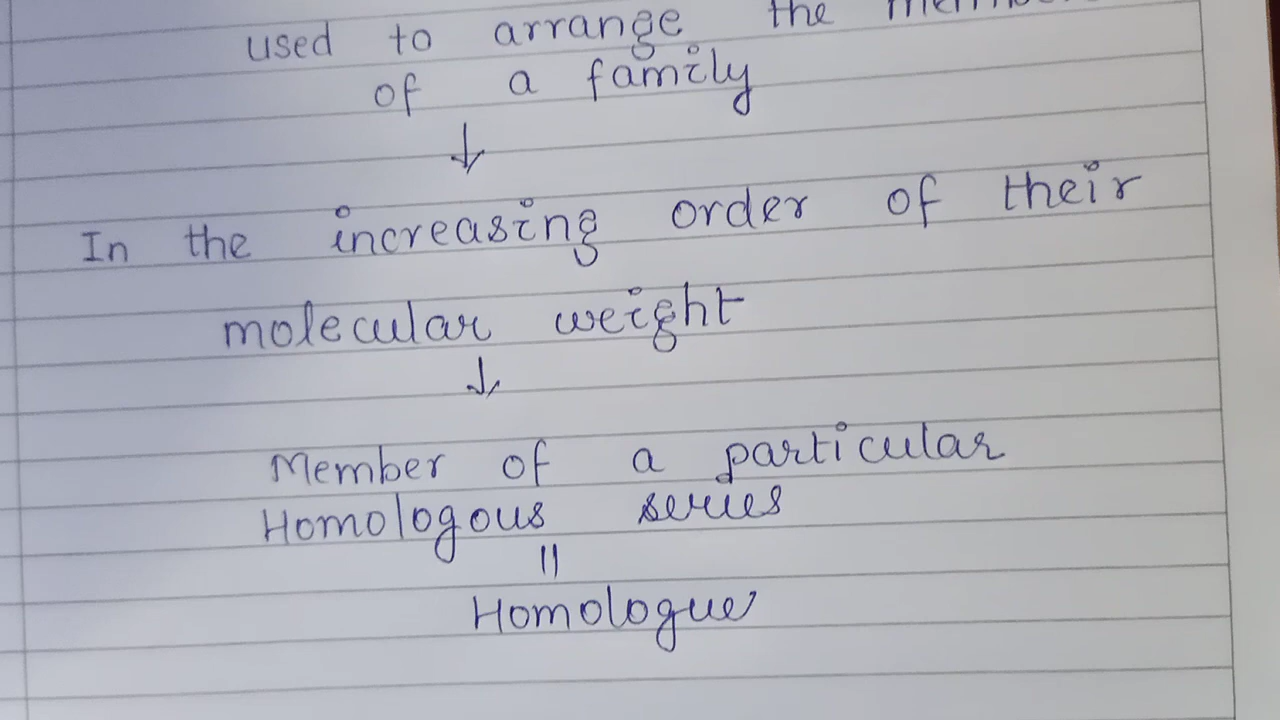 used to arrange the
of a family
↓
In the increasing order of their
molecular weight
↓
Member of a particular
Homologous series
=
Homologue